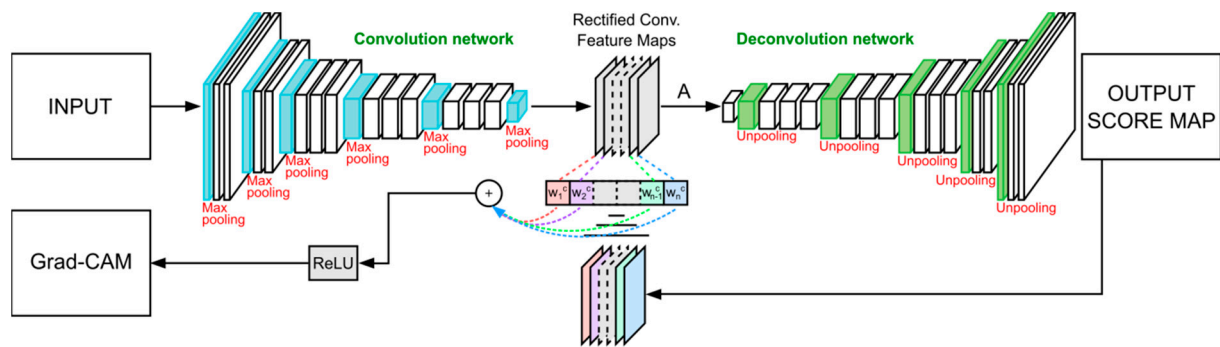 Rectified Conv.
Feature Maps
Convolution network
Deconvolution network
INPUT
A
OUTPUT
SCORE MAP
Max
pooling
Max
pooling
Max
pooling
Max
pooling
Max
pooling
Max
pooling
Unpooling
Unpooling
Unpooling
Unpooling
Unpooling
w₁ᶜ w₂ᶜ wₙ₋₁ᶜ wₙᶜ
+
Grad-CAM
ReLU